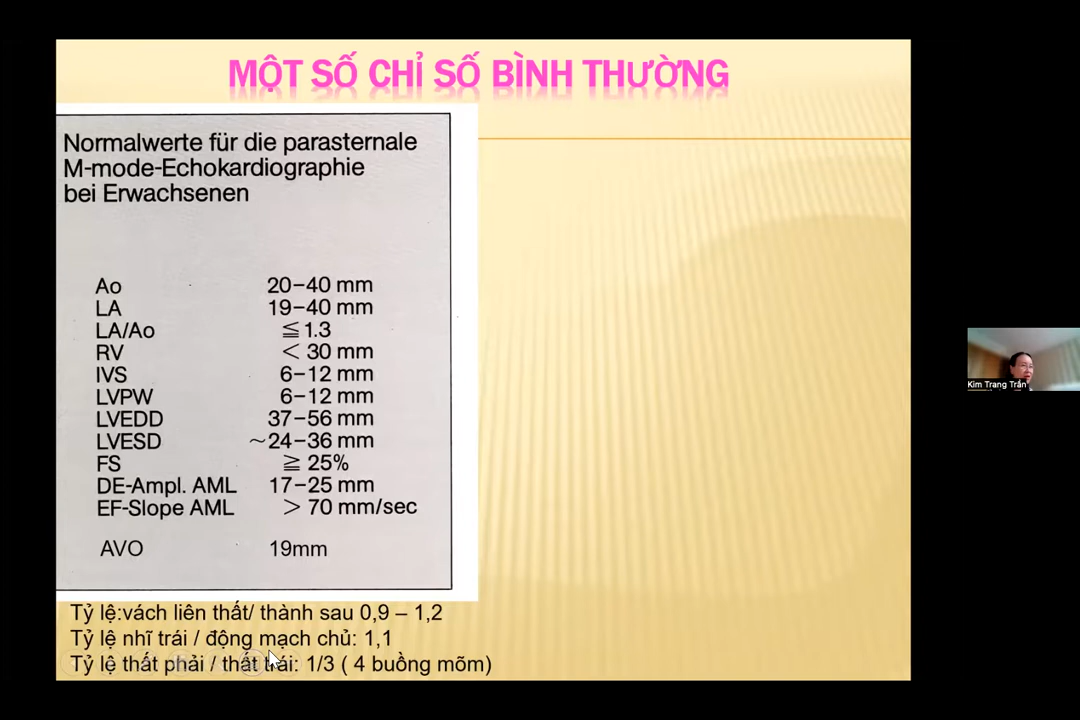 MỘT SỐ CHỈ SỐ BÌNH THƯỜNG
Normalwerte für die parasternale
M-mode-Echokardiographie
bei Erwachsenen
Ao 20–40 mm
LA 19–40 mm
LA/Ao ≦ 1.3
RV < 30 mm
IVS 6–12 mm
LVPW 6–12 mm
LVEDD 37–56 mm
LVESD ~24–36 mm
FS ≧ 25%
DE-Ampl. AML 17–25 mm
EF-Slope AML > 70 mm/sec
AVO 19mm
Tỷ lệ:vách liên thất/ thành sau 0,9 – 1,2
Tỷ lệ nhĩ trái / động mạch chủ: 1,1
Tỷ lệ thất phải / thất trái: 1/3 ( 4 buồng mõm)
Kim Trang Trần